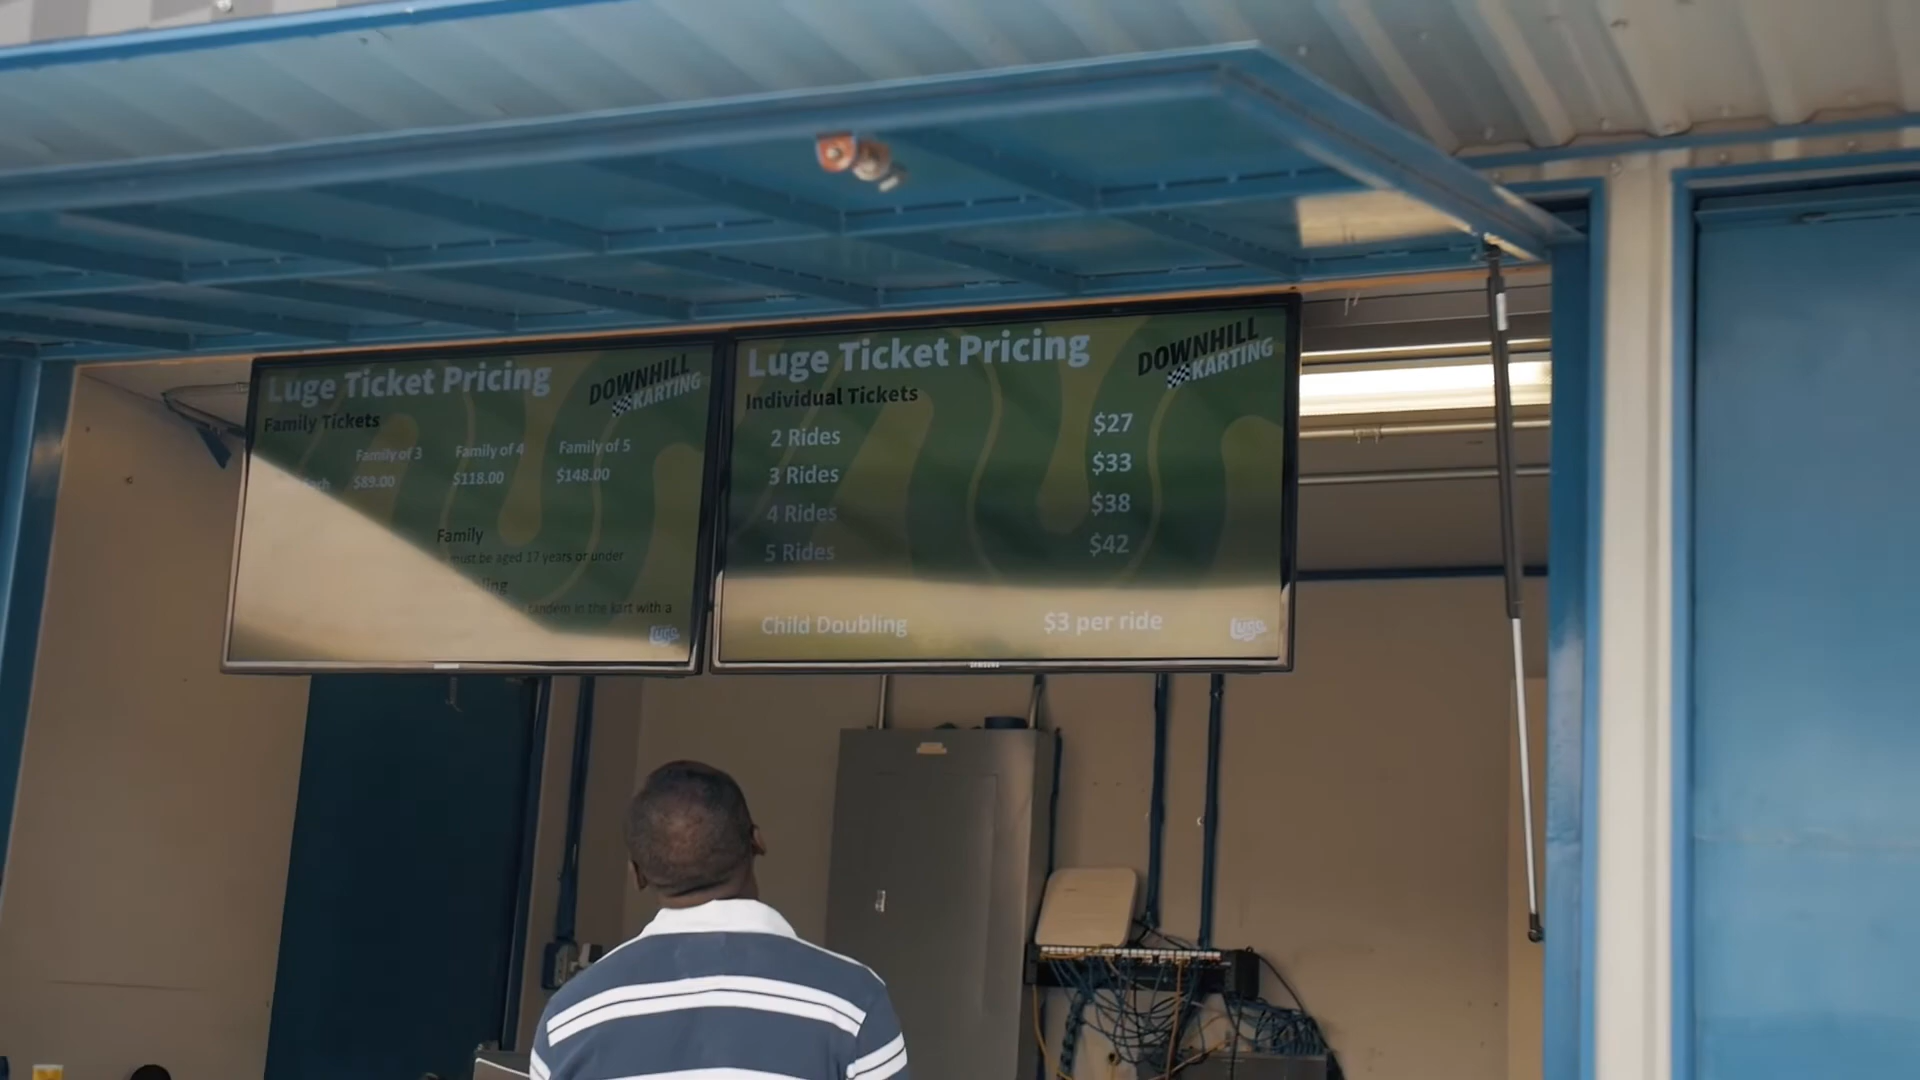 Luge Ticket Pricing
DOWNHILL
KARTING
Family Tickets
Family of 3 Family of 4 Family of 5
$89.00 $118.00 $148.00
Family
must be aged 17 years or under
tandem in the kart with a
Luge
Luge Ticket Pricing
DOWNHILL
KARTING
Individual Tickets
2 Rides $27
3 Rides $33
4 Rides $38
5 Rides $42
Child Doubling $3 per ride
Luge
SAMSUNG